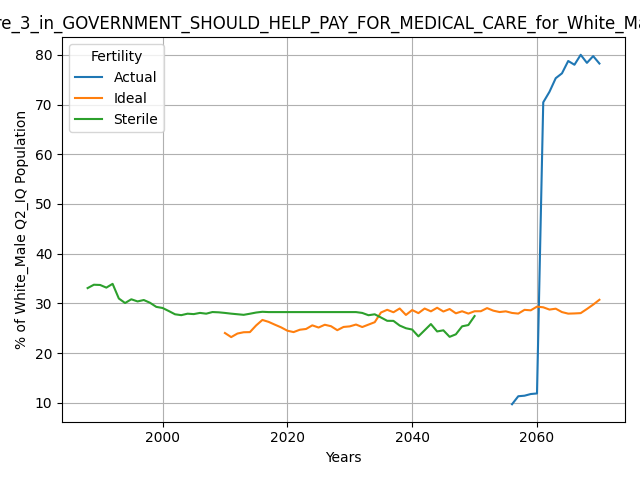 re_3_in_GOVERNMENT_SHOULD_HELP_PAY_FOR_MEDICAL_CARE_for_White_Ma
Fertility
Actual
Ideal
Sterile
% of White_Male Q2_IQ Population
80
70
60
50
40
30
20
10
2000
2020
2040
2060
Years